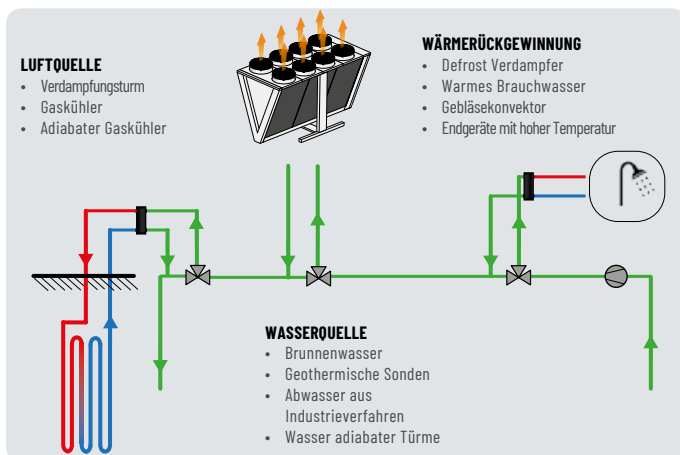 LUFTQUELLE
• Verdampfungsturm
• Gaskühler
• Adiabater Gaskühler
WÄRMERÜCKGEWINNUNG
• Defrost Verdampfer
• Warmes Brauchwasser
• Gebläsekonvektor
• Endgeräte mit hoher Temperatur
WASSERQUELLE
• Brunnenwasser
• Geothermische Sonden
• Abwasser aus
Industrieverfahren
• Wasser adiabater Türme